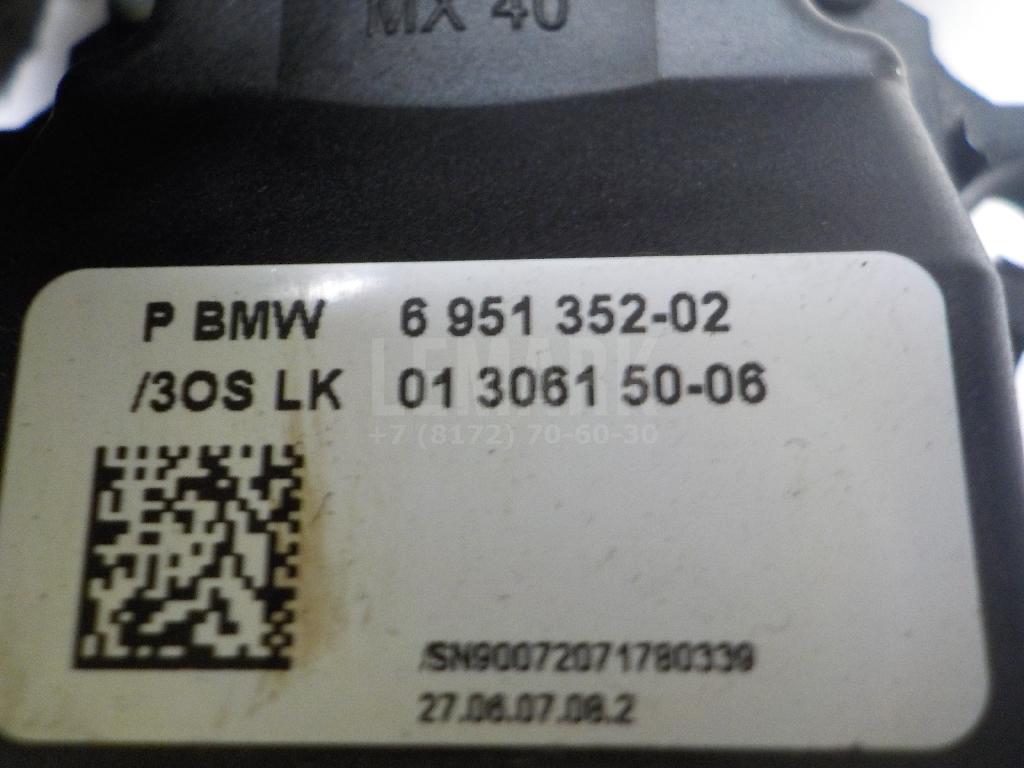 MX 40
P BMW 6 951 352-02
/3OS LK 01 3061 50-06
LEMARK
+7 (8172) 70-60-30
/SN90072071780339
27.06.07.08.2